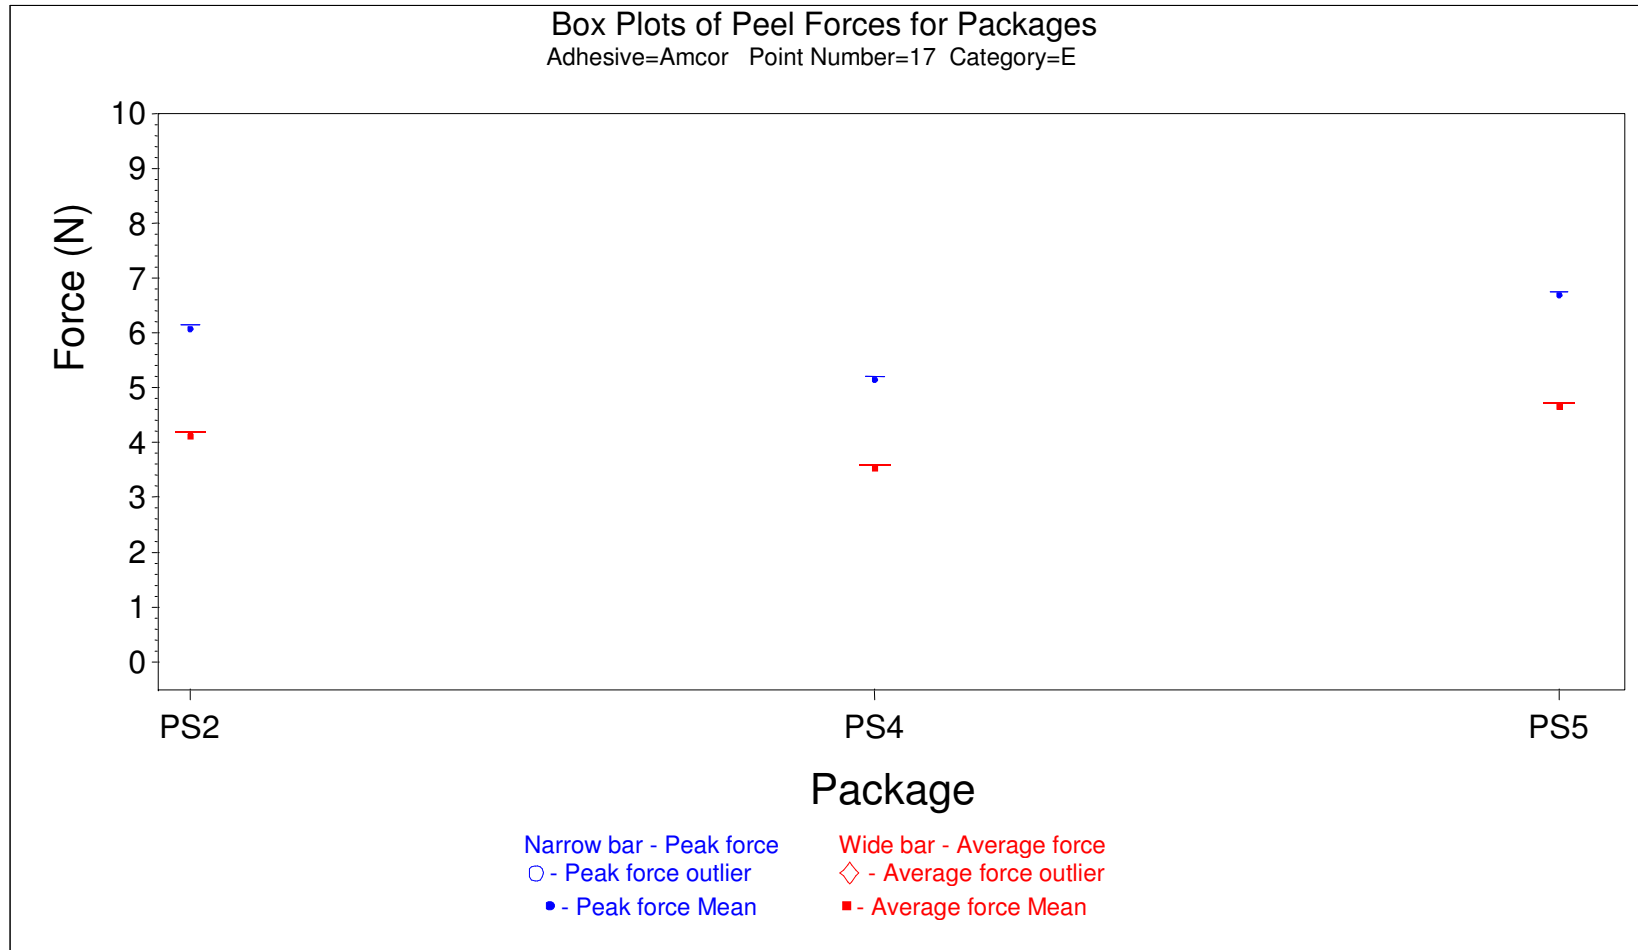 Box Plots of Peel Forces for Packages
Adhesive=Amcor Point Number=17 Category=E
10
9
8
7
6
5
4
3
2
1
0
Force (N)
PS2 PS4 PS5
Package
Narrow bar - Peak force Wide bar - Average force
- Peak force outlier - Average force outlier
- Peak force Mean - Average force Mean